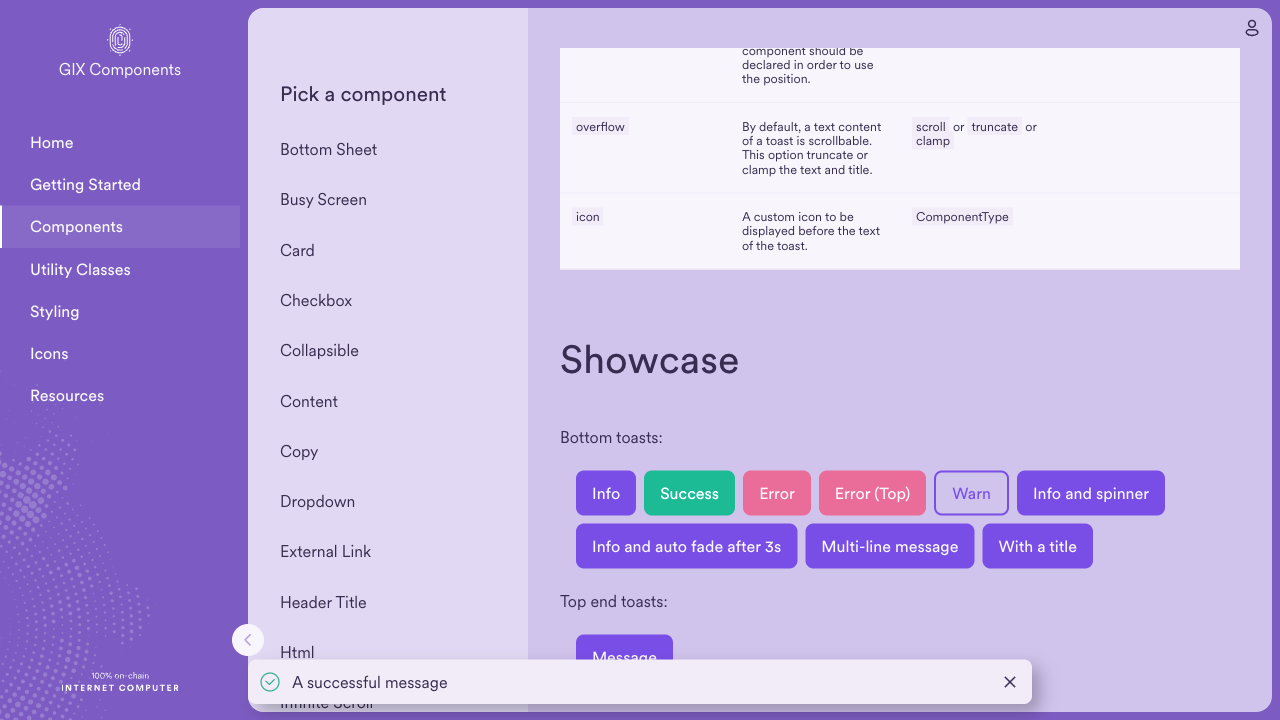 GIX Components
Home
Getting Started
Components
Utility Classes
Styling
Icons
Resources
100% on-chain
INTERNET COMPUTER
Pick a component
Bottom Sheet
Busy Screen
Card
Checkbox
Collapsible
Content
Copy
Dropdown
External Link
Header Title
Html
Infinite Scroll
component should be
declared in order to use
the position.
overflow
By default, a text content
of a toast is scrollable.
This option truncate or
clamp the text and title.
scroll or truncate or
clamp
icon
A custom icon to be
displayed before the text
of the toast.
ComponentType
Showcase
Bottom toasts:
Info
Success
Error
Error (Top)
Warn
Info and spinner
Info and auto fade after 3s
Multi-line message
With a title
Top end toasts:
Message
A successful message